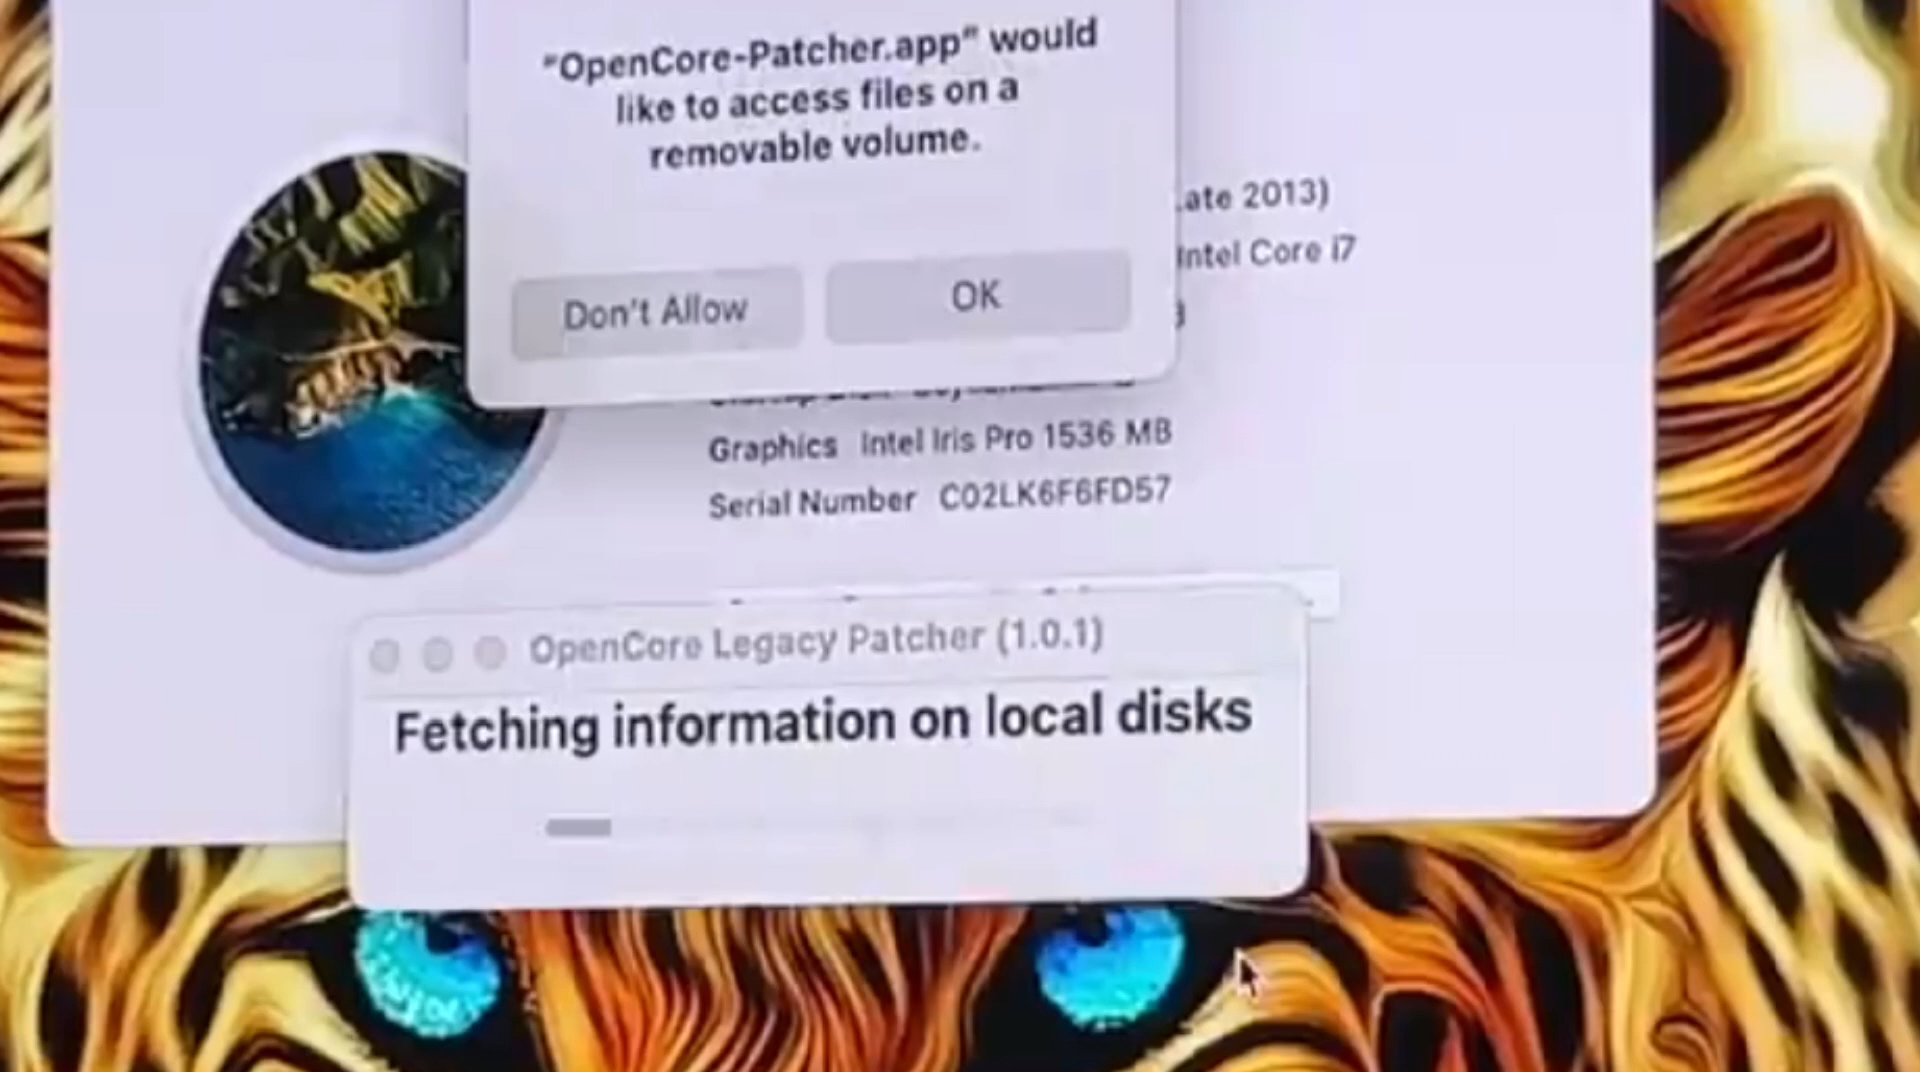 "OpenCore-Patcher.app" would
like to access files on a
removable volume.
Don't Allow
OK
ate 2013)
Intel Core i7
Graphics Intel Iris Pro 1536 MB
Serial Number C02LK6F6FD57
OpenCore Legacy Patcher (1.0.1)
Fetching information on local disks